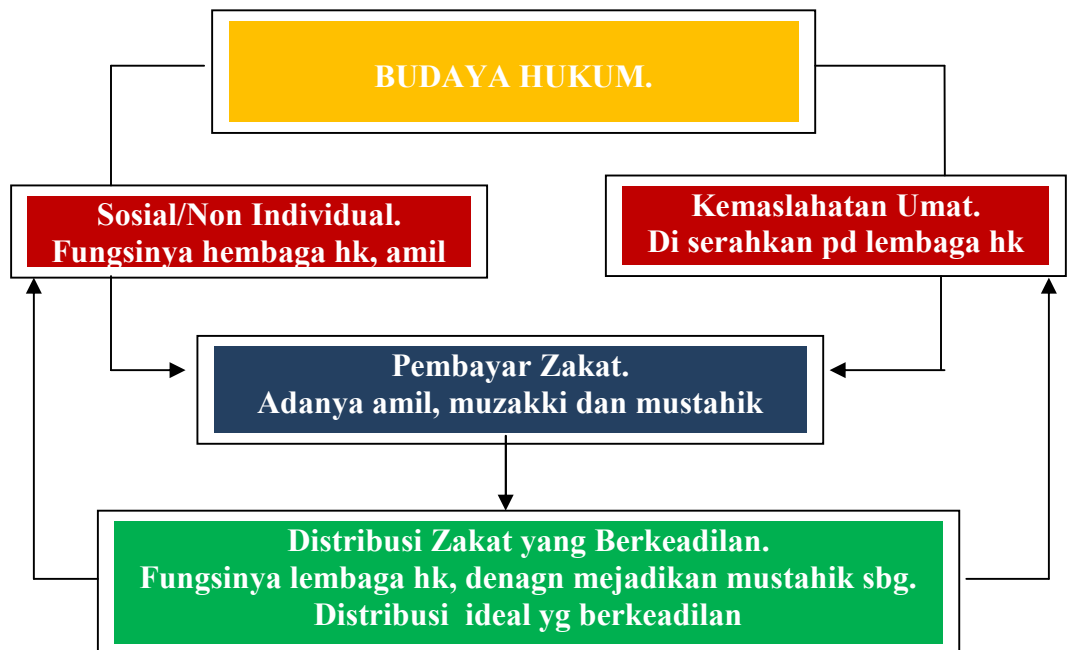 BUDAYA HUKUM.
Sosial/Non Individual.
Fungsinya hembaga hk, amil
Kemaslahatan Umat.
Di serahkan pd lembaga hk
Pembayar Zakat.
Adanya amil, muzakki dan mustahik
Distribusi Zakat yang Berkeadilan.
Fungsinya lembaga hk, denagn mejadikan mustahik sbg.
Distribusi ideal yg berkeadilan